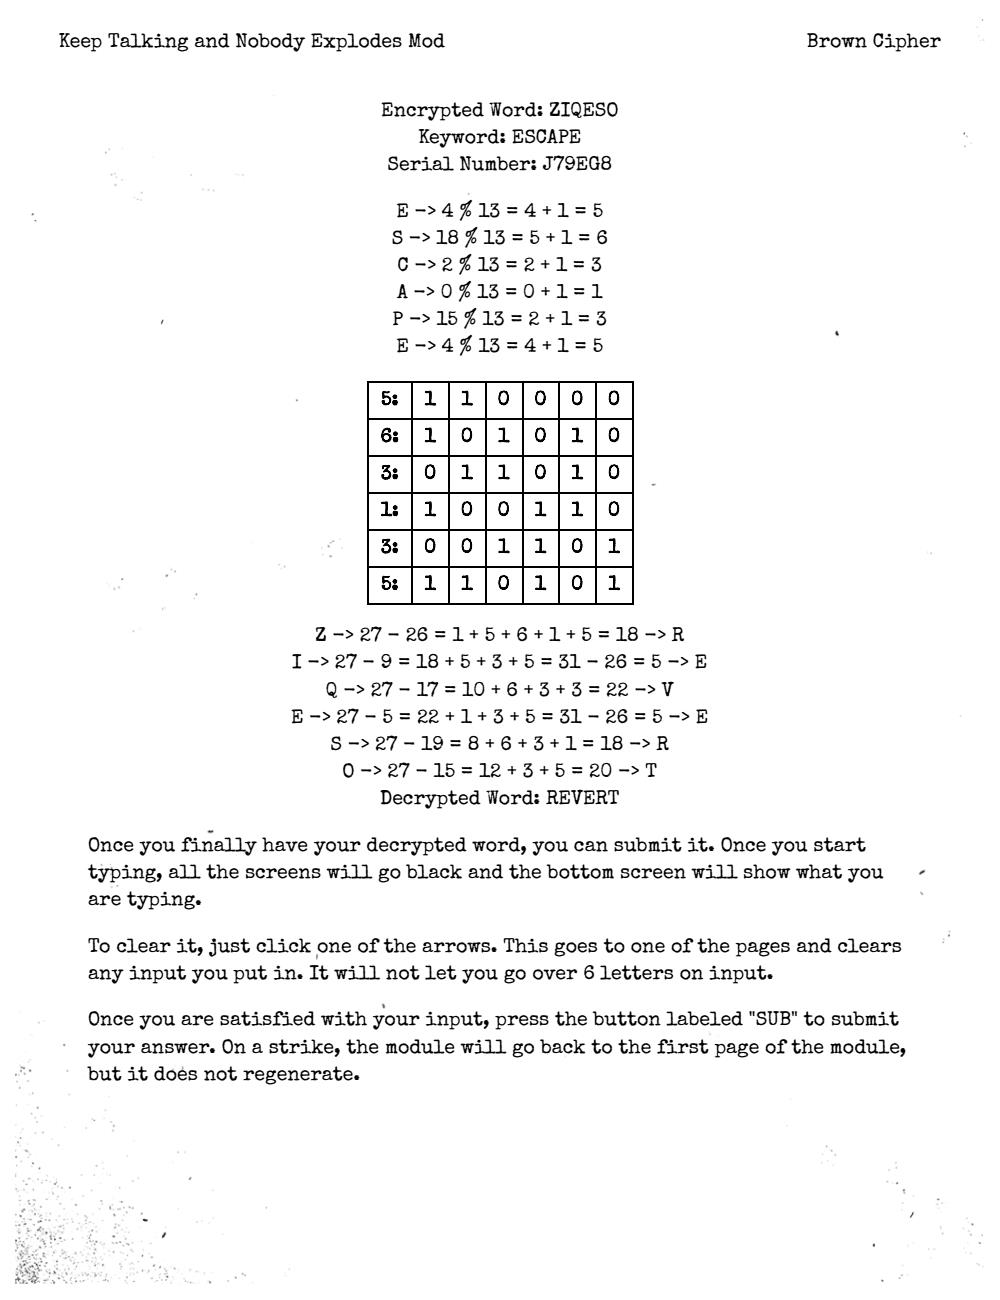 Keep Talking and Nobody Explodes Mod
Brown Cipher
Encrypted Word: ZIQESO
Keyword: ESCAPE
Serial Number: J79EG8
E -> 4 % 13 = 4 + 1 = 5
S -> 18 % 13 = 5 + 1 = 6
C -> 2 % 13 = 2 + 1 = 3
A -> 0 % 13 = 0 + 1 = 1
P -> 15 % 13 = 2 + 1 = 3
E -> 4 % 13 = 4 + 1 = 5
5: 1 1 0 0 0 0
6: 1 0 1 0 1 0
3: 0 1 1 0 1 0
1: 1 0 0 1 1 0
3: 0 0 1 1 0 1
5: 1 1 0 1 0 1
Z -> 27 - 26 = 1 + 5 + 6 + 1 + 5 = 18 -> R
I -> 27 - 9 = 18 + 5 + 3 + 5 = 31 - 26 = 5 -> E
Q -> 27 - 17 = 10 + 6 + 3 + 3 = 22 -> V
E -> 27 - 5 = 22 + 1 + 3 + 5 = 31 - 26 = 5 -> E
S -> 27 - 19 = 8 + 6 + 3 + 1 = 18 -> R
O -> 27 - 15 = 12 + 3 + 5 = 20 -> T
Decrypted Word: REVERT
Once you finally have your decrypted word, you can submit it. Once you start
typing, all the screens will go black and the bottom screen will show what you
are typing.
To clear it, just click one of the arrows. This goes to one of the pages and clears
any input you put in. It will not let you go over 6 letters on input.
Once you are satisfied with your input, press the button labeled "SUB" to submit
your answer. On a strike, the module will go back to the first page of the module,
but it does not regenerate.